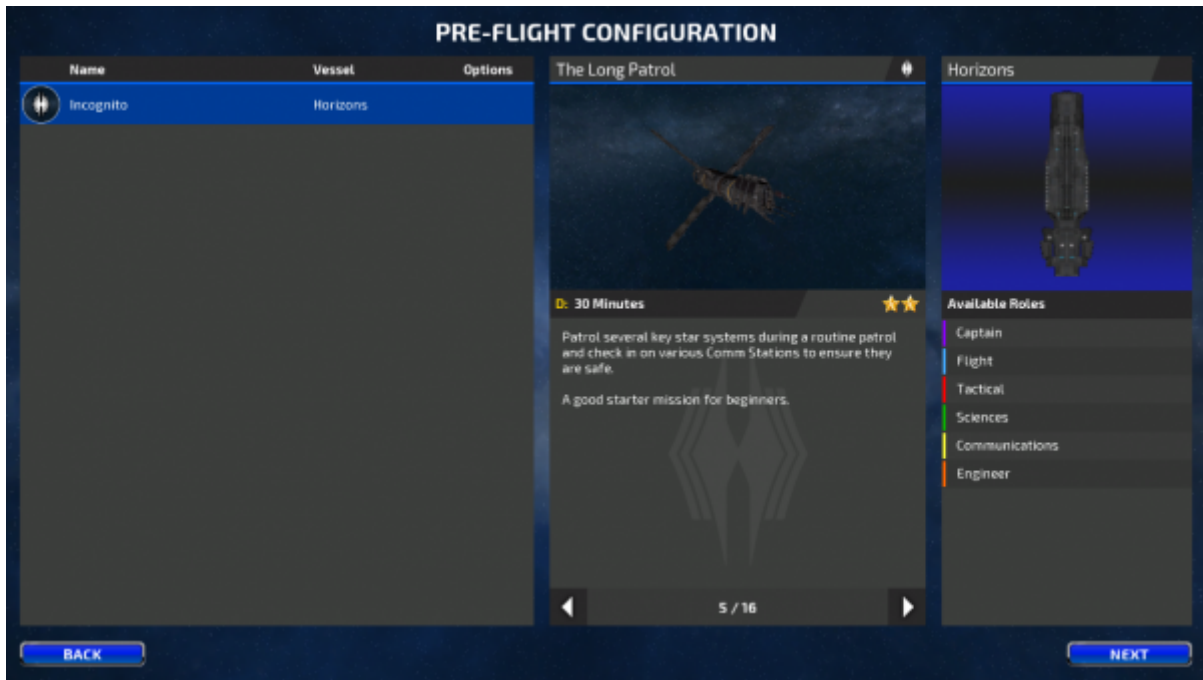 PRE-FLIGHT CONFIGURATION
Name Vessel Options
Incognito Horizons
The Long Patrol
D: 30 Minutes
Patrol several key star systems during a routine patrol
and check in on various Comm Stations to ensure they
are safe.
A good starter mission for beginners.
5 / 16
Horizons
Available Roles
Captain
Flight
Tactical
Sciences
Communications
Engineer
BACK
NEXT